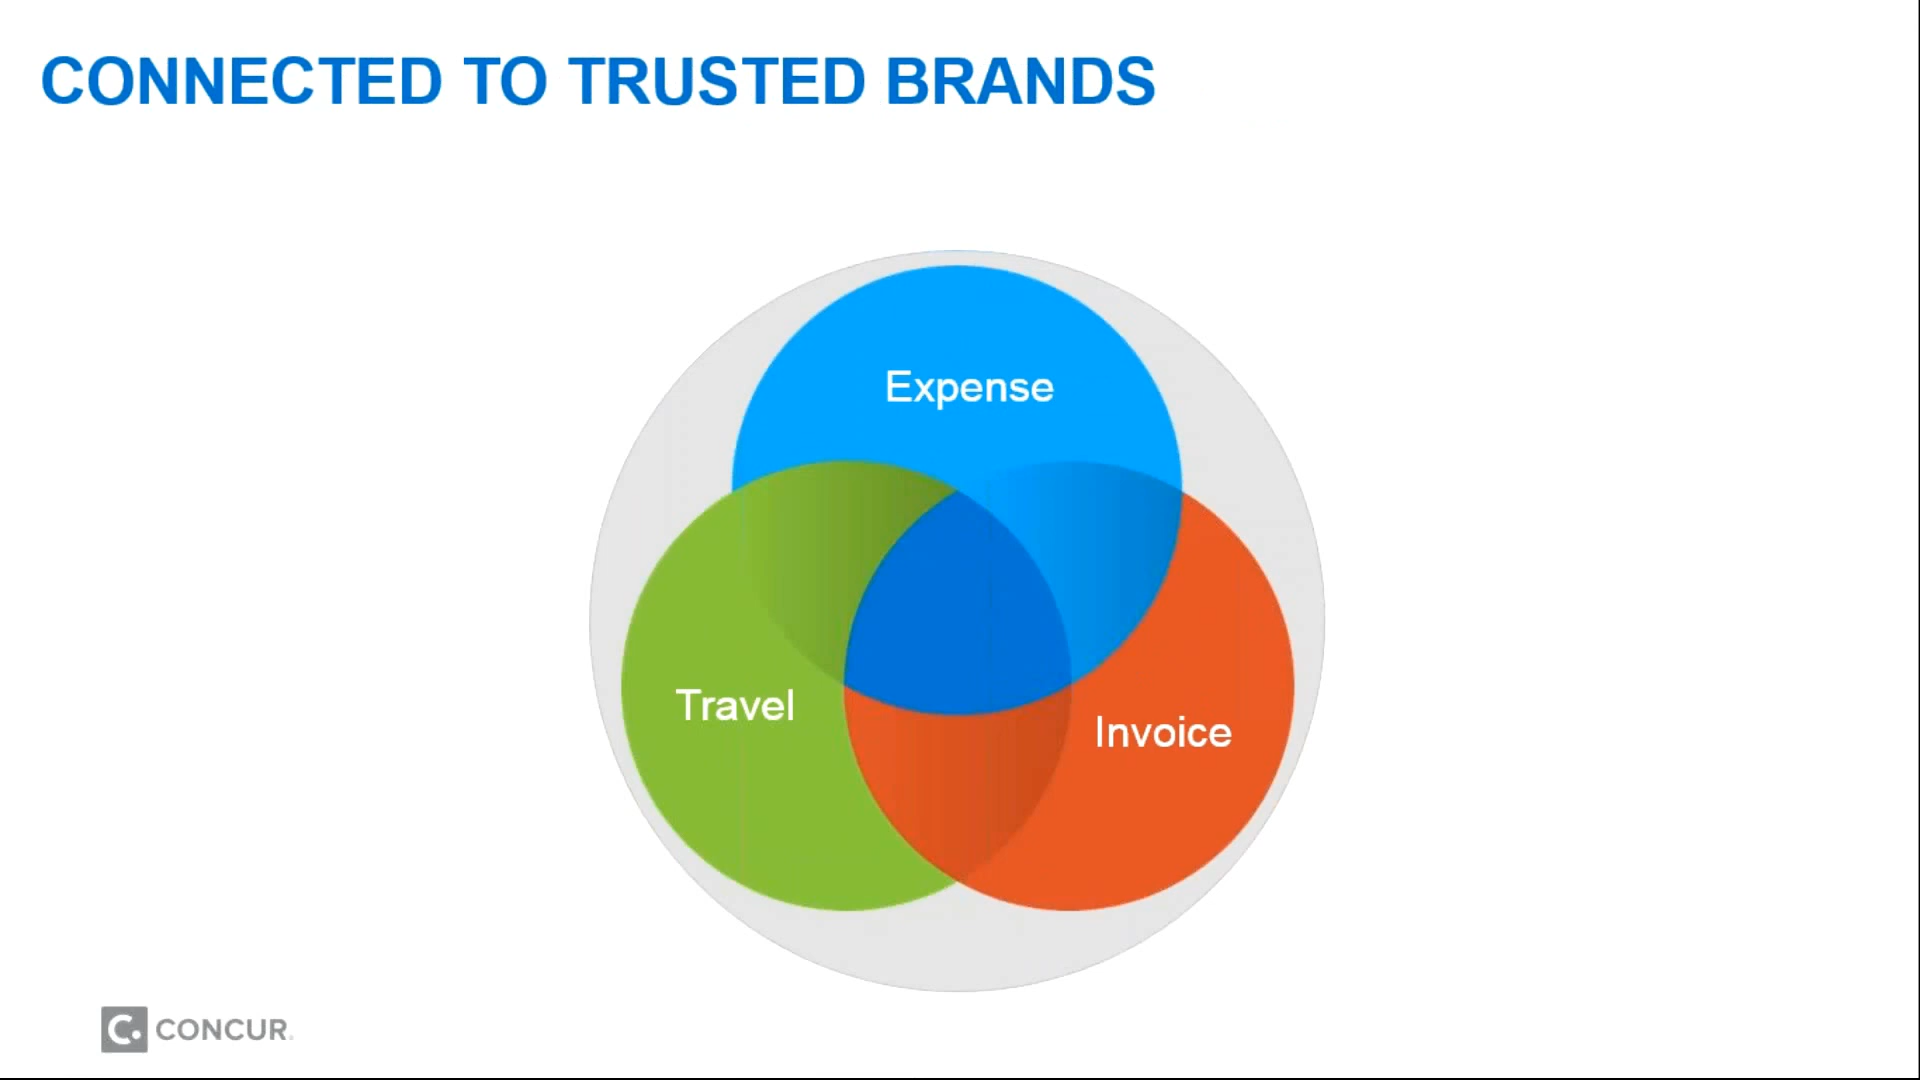 CONNECTED TO TRUSTED BRANDS
Expense
Travel
Invoice
C. CONCUR.